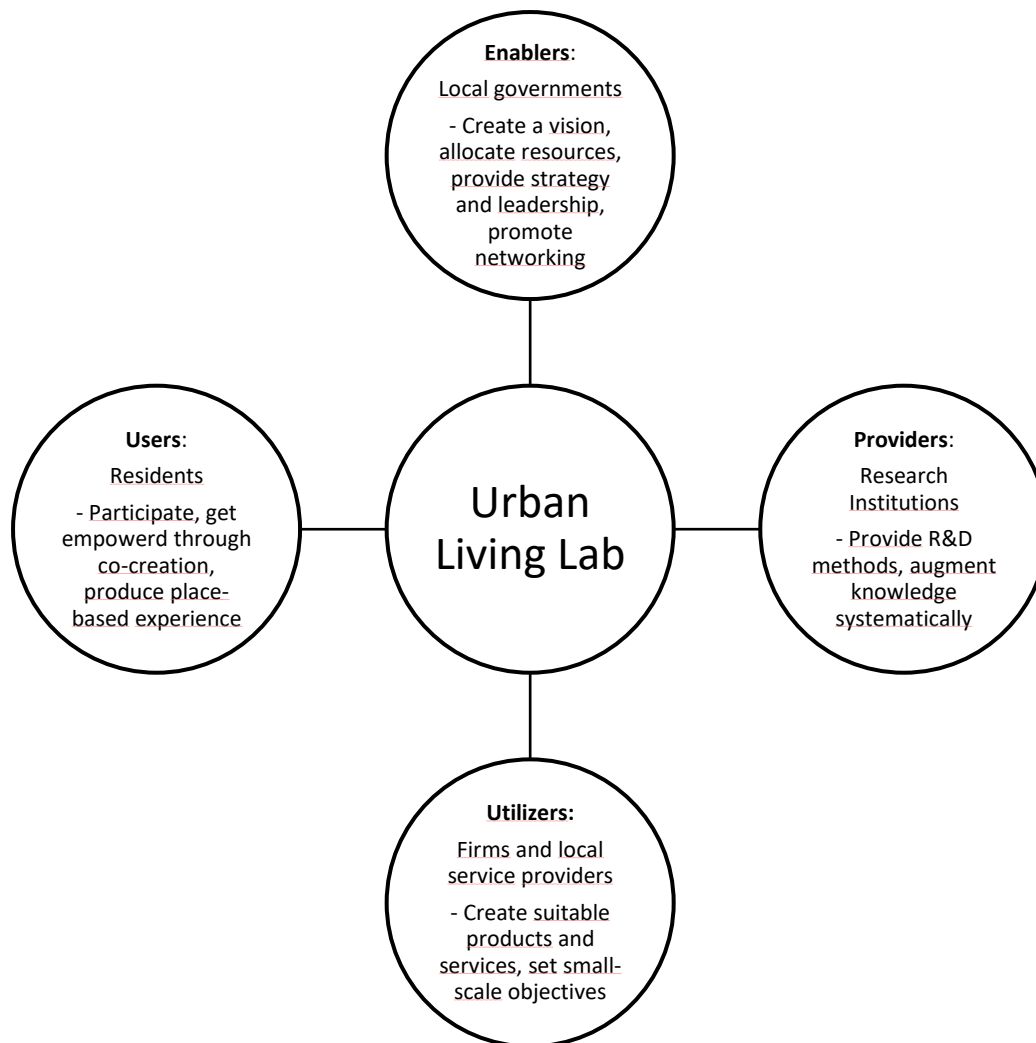 Enablers:
Local governments
- Create a vision,
allocate resources,
provide strategy
and leadership,
promote
networking
Users:
Residents
- Participate, get
empowerd through
co-creation,
produce place-
based experience
Urban
Living Lab
Providers:
Research
Institutions
- Provide R&D
methods, augment
knowledge
systematically
Utilizers:
Firms and local
service providers
- Create suitable
products and
services, set small-
scale objectives